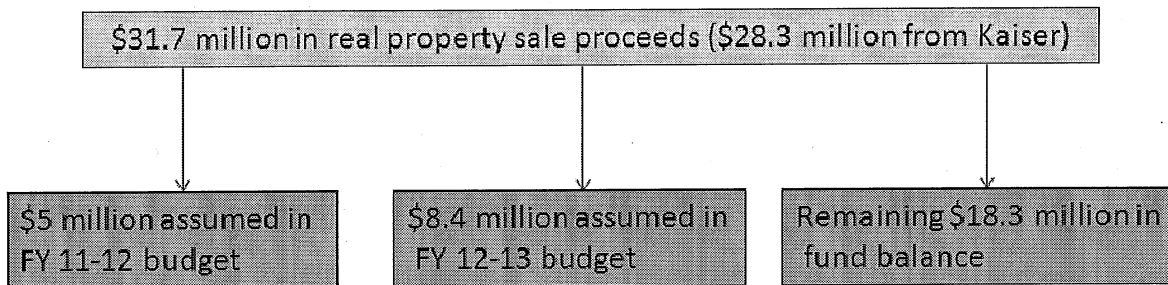 $31.7 million in real property sale proceeds ($28.3 million from Kaiser)
$5 million assumed in
FY 11-12 budget
$8.4 million assumed in
FY 12-13 budget
Remaining $18.3 million in
fund balance